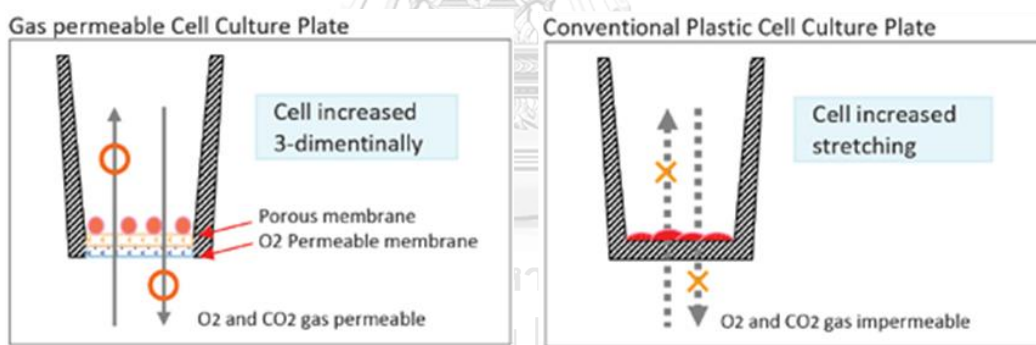 Gas permeable Cell Culture Plate
Cell increased
3-dimentinally
Porous membrane
O2 Permeable membrane
O2 and CO2 gas permeable
Conventional Plastic Cell Culture Plate
Cell increased
stretching
O2 and CO2 gas impermeable